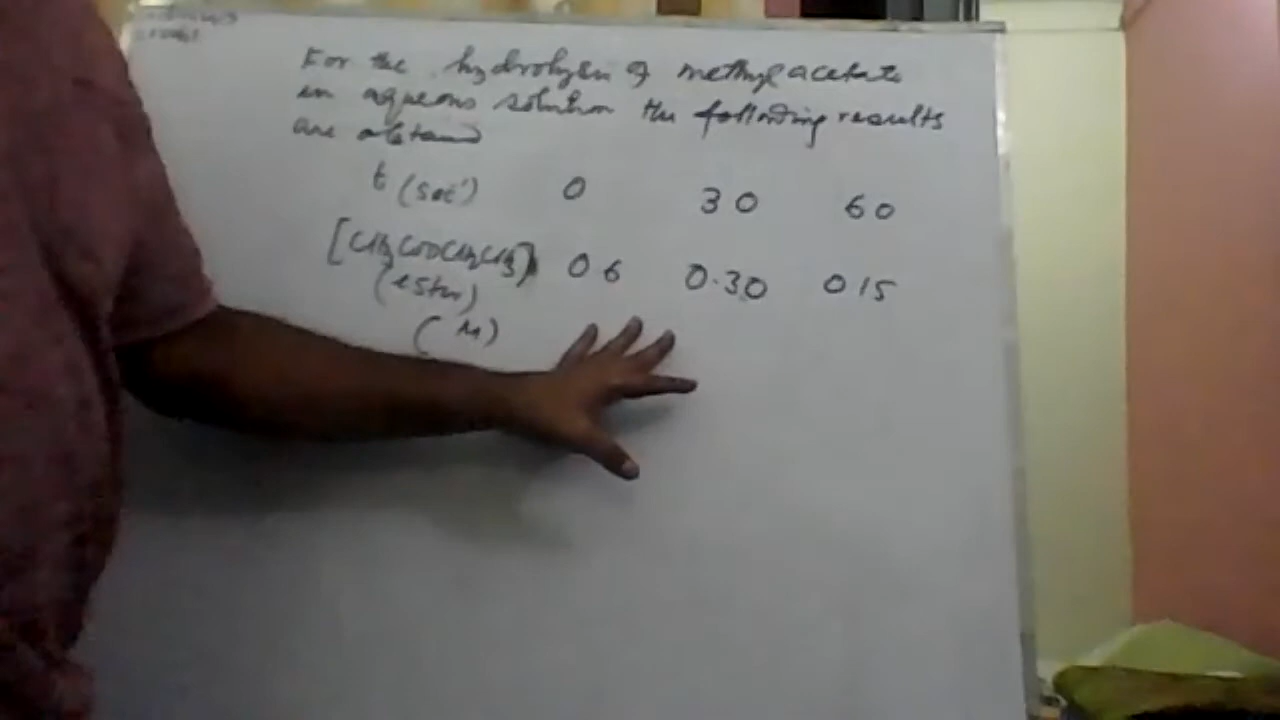 For the hydrolysis of methyl acetate
in aqueous solution the following results
are obtained
t (sec) 0 30 60
[CH3COOCH2CH3] 0.6 0.30 0.15
(ester)
(M)